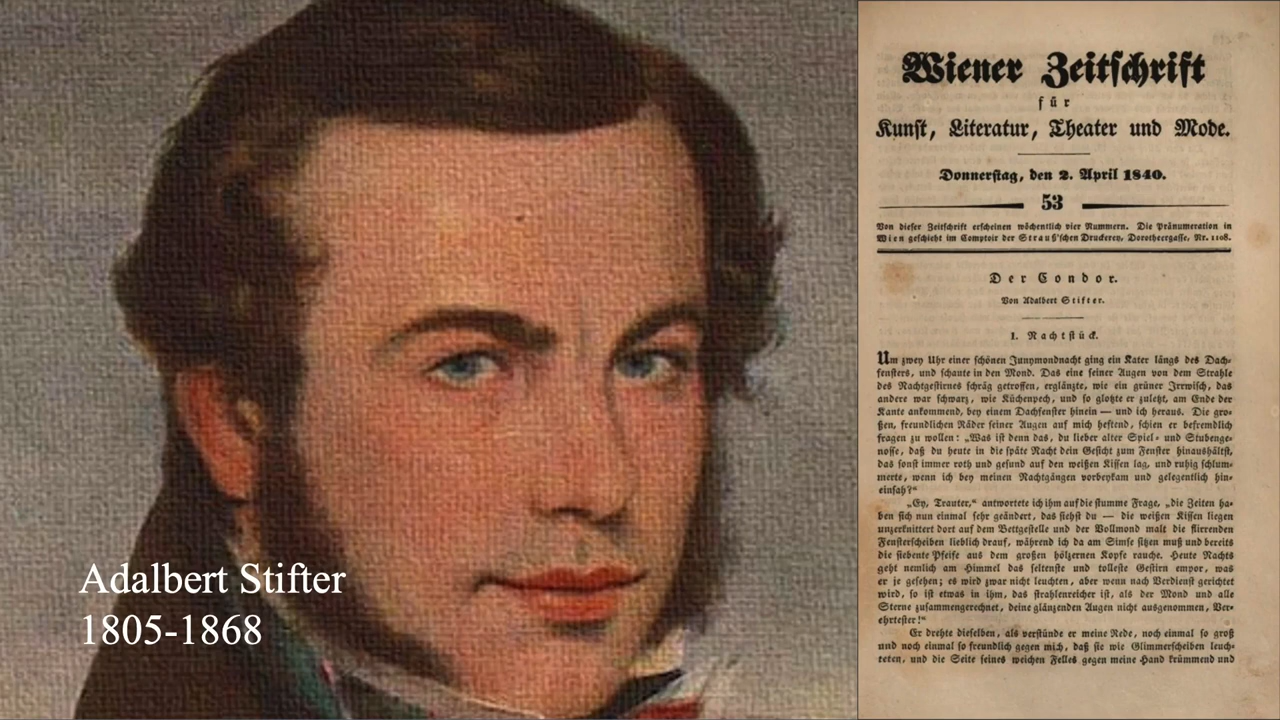 Adalbert Stifter
1805-1868
Wiener Zeitschrift
für
Kunst, Literatur, Theater und Mode.
Donnerstag, den 2. April 1840.
53
Von dieser Zeitschrift erscheinen wöchentlich vier Nummern. Die Pränumeration in
Wien geschieht im Comptoir der Strauß'schen Druckerey, Dorotheergasse, Nr. 1108.
Der Condor.
Von Adalbert Stifter.
I. Nachtstück.
Um zwey Uhr einer schönen Junymondnacht ging ein Kater längs des Dach-
fensters, und schaute in den Mond. Das eine seiner Augen von dem Strahle
des Nachtgestirnes schräg getroffen, erglänzte, wie ein grüner Irrwisch, das
andere war schwarz, wie Küchenpech, und so glotzte er zuletzt, am Ende der
Kante ankommend, bey einem Dachfenster hinein — und ich heraus. Die gro-
ßen, freundlichen Räder seiner Augen auf mich heftend, schien er befremdlich
fragen zu wollen: „Was ist denn das, du lieber alter Spiel- und Stubenge-
nosse, daß du heute in die späte Nacht dein Gesicht zum Fenster hinaushältst,
das sonst immer roth und gesund auf den weißen Kissen lag, und ruhig schlum-
merte, wenn ich bey meinen Nachtgängen vorbeykam und gelegentlich hin-
einsah?“
„Ey, Trauter,“ antwortete ich ihm auf die stumme Frage, „die Zeiten ha-
ben sich nun einmal sehr geändert, das siehst du — die weißen Kissen liegen
unzerknittert dort auf dem Bettgestelle und der Vollmond malt die flirrenden
Fensterscheiben lieblich drauf, während ich da am Simse sitzen muß und bereits
die siebente Pfeife aus dem großen hölzernen Kopfe rauche. Heute Nachts
geht nemlich am Himmel das seltenste und tollste Gestirn empor, was
er je gesehen; es wird zwar nicht leuchten, aber wenn nach Verdienst gerichtet
wird, so ist etwas in ihm, das strahlenreicher ist, als der Mond und alle
Sterne zusammengerechnet, deine glänzenden Augen nicht ausgenommen, Ver-
ehrtester!“
Er drehte dieselben, als verstünde er meine Rede, noch einmal so groß
und noch einmal so freundlich gegen mich, daß sie wie Glimmerscheiben leuch-
teten, und die Seite seines weichen Felles gegen meine Hand krümmend und